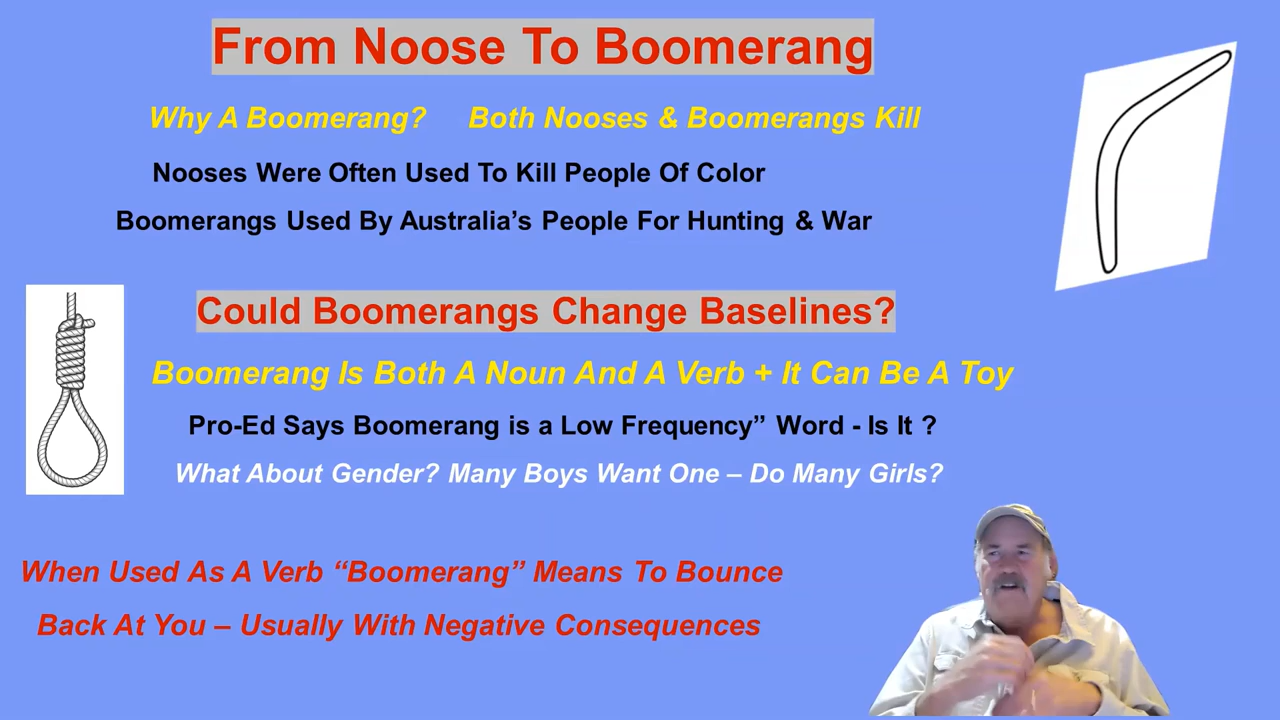 From Noose To Boomerang
Why A Boomerang? Both Nooses & Boomerangs Kill
Nooses Were Often Used To Kill People Of Color
Boomerangs Used By Australia’s People For Hunting & War
Could Boomerangs Change Baselines?
Boomerang Is Both A Noun And A Verb + It Can Be A Toy
Pro-Ed Says Boomerang is a Low Frequency” Word - Is It ?
What About Gender? Many Boys Want One – Do Many Girls?
When Used As A Verb “Boomerang” Means To Bounce
Back At You – Usually With Negative Consequences